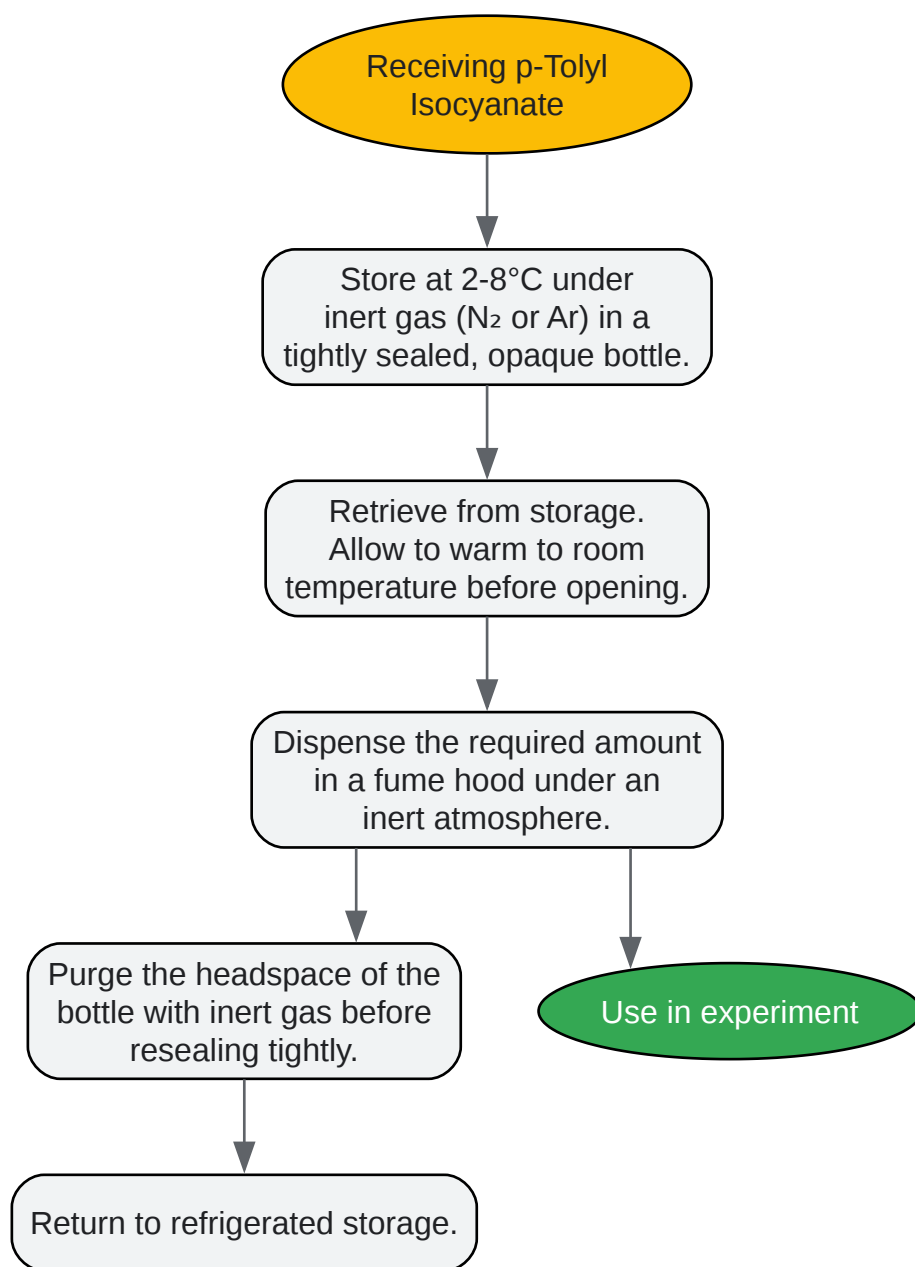 Receiving p-Tolyl
Isocyanate
Store at 2-8°C under
inert gas (N₂ or Ar) in a
tightly sealed, opaque bottle.
Retrieve from storage.
Allow to warm to room
temperature before opening.
Dispense the required amount
in a fume hood under an
inert atmosphere.
Purge the headspace of the
bottle with inert gas before
resealing tightly.
Use in experiment
Return to refrigerated storage.